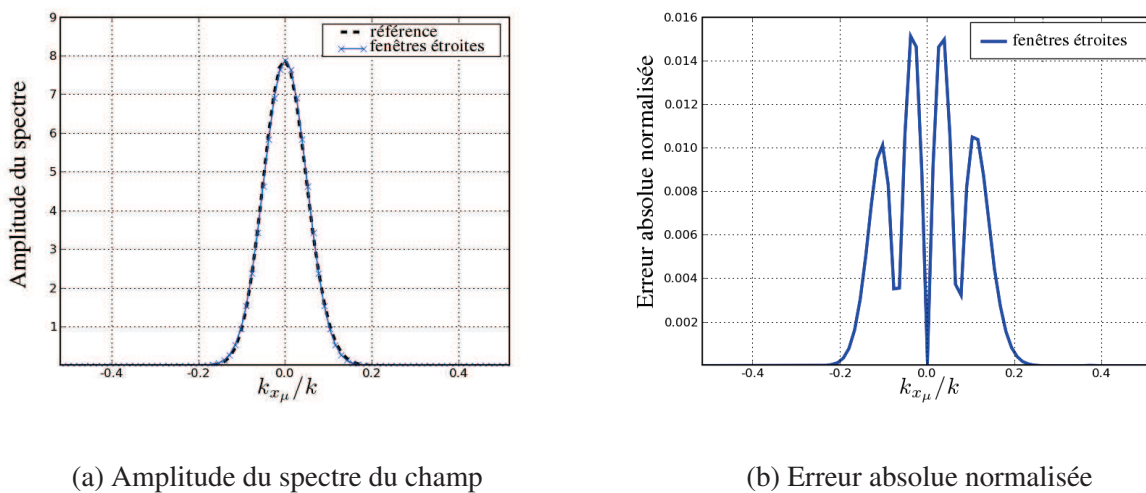 Amplitude du spectre
9
8
7
6
5
4
3
2
1
-0.4 -0.2 0.0 0.2 0.4
référence
fenêtres étroites
k_{x_μ}/k
(a) Amplitude du spectre du champ
Erreur absolue normalisée
0.016
0.014
0.012
0.010
0.008
0.006
0.004
0.002
-0.4 -0.2 0.0 0.2 0.4
fenêtres étroites
k_{x_μ}/k
(b) Erreur absolue normalisée